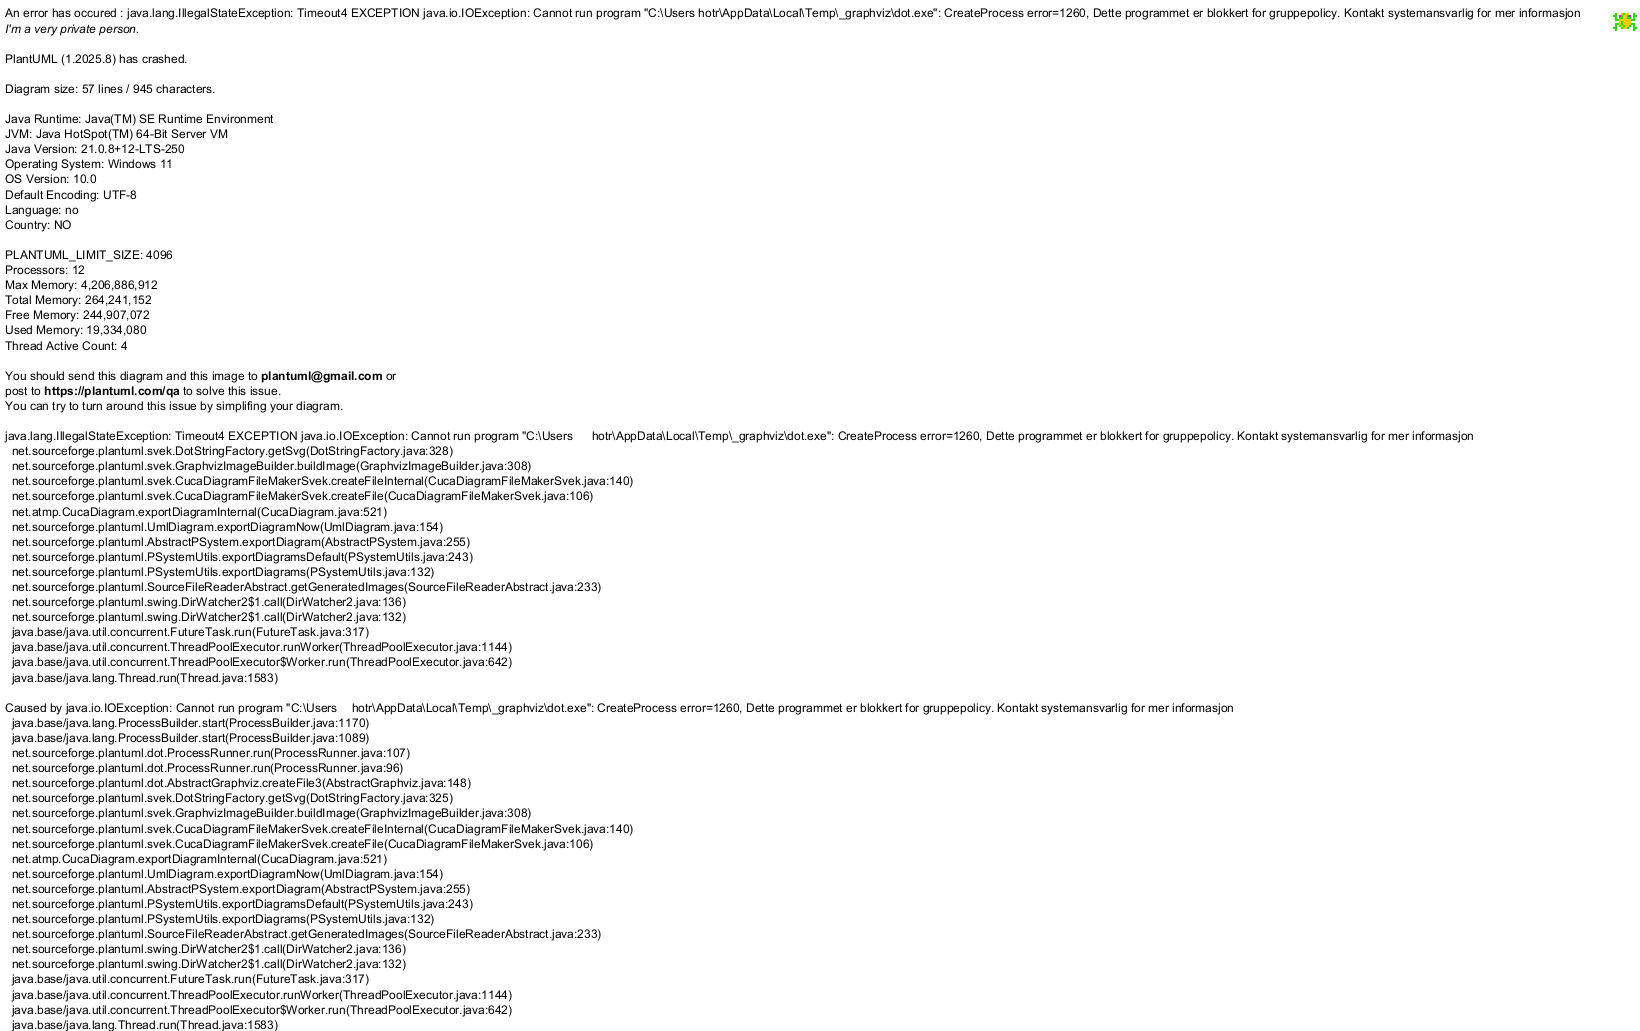 An error has occured : java.lang.IllegalStateException: Timeout4 EXCEPTION java.io.IOException: Cannot run program "C:\Users hotr\AppData\Local\Temp\_graphviz\dot.exe": CreateProcess error=1260, Dette programmet er blokkert for gruppepolicy. Kontakt systemansvarlig for mer informasjon
I'm a very private person.
PlantUML (1.2025.8) has crashed.
Diagram size: 57 lines / 945 characters.
Java Runtime: Java(TM) SE Runtime Environment
JVM: Java HotSpot(TM) 64-Bit Server VM
Java Version: 21.0.8+12-LTS-250
Operating System: Windows 11
OS Version: 10.0
Default Encoding: UTF-8
Language: no
Country: NO
PLANTUML_LIMIT_SIZE: 4096
Processors: 12
Max Memory: 4,206,886,912
Total Memory: 264,241,152
Free Memory: 244,907,072
Used Memory: 19,334,080
Thread Active Count: 4
You should send this diagram and this image to plantuml@gmail.com or
post to https://plantuml.com/qa to solve this issue.
You can try to turn around this issue by simplifing your diagram.
java.lang.IllegalStateException: Timeout4 EXCEPTION java.io.IOException: Cannot run program "C:\Users hotr\AppData\Local\Temp\_graphviz\dot.exe": CreateProcess error=1260, Dette programmet er blokkert for gruppepolicy. Kontakt systemansvarlig for mer informasjon
net.sourceforge.plantuml.svek.DotStringFactory.getSvg(DotStringFactory.java:328)
net.sourceforge.plantuml.svek.GraphvizImageBuilder.buildImage(GraphvizImageBuilder.java:308)
net.sourceforge.plantuml.svek.CucaDiagramFileMakerSvek.createFileInternal(CucaDiagramFileMakerSvek.java:140)
net.sourceforge.plantuml.svek.CucaDiagramFileMakerSvek.createFile(CucaDiagramFileMakerSvek.java:106)
net.atmp.CucaDiagram.exportDiagramInternal(CucaDiagram.java:521)
net.sourceforge.plantuml.UmlDiagram.exportDiagramNow(UmlDiagram.java:154)
net.sourceforge.plantuml.AbstractPSystem.exportDiagram(AbstractPSystem.java:255)
net.sourceforge.plantuml.PSystemUtils.exportDiagramsDefault(PSystemUtils.java:243)
net.sourceforge.plantuml.PSystemUtils.exportDiagrams(PSystemUtils.java:132)
net.sourceforge.plantuml.SourceFileReaderAbstract.getGeneratedImages(SourceFileReaderAbstract.java:233)
net.sourceforge.plantuml.swing.DirWatcher2$1.call(DirWatcher2.java:136)
net.sourceforge.plantuml.swing.DirWatcher2$1.call(DirWatcher2.java:132)
java.base/java.util.concurrent.FutureTask.run(FutureTask.java:317)
java.base/java.util.concurrent.ThreadPoolExecutor.runWorker(ThreadPoolExecutor.java:1144)
java.base/java.util.concurrent.ThreadPoolExecutor$Worker.run(ThreadPoolExecutor.java:642)
java.base/java.lang.Thread.run(Thread.java:1583)
Caused by java.io.IOException: Cannot run program "C:\Users hotr\AppData\Local\Temp\_graphviz\dot.exe": CreateProcess error=1260, Dette programmet er blokkert for gruppepolicy. Kontakt systemansvarlig for mer informasjon
java.base/java.lang.ProcessBuilder.start(ProcessBuilder.java:1170)
java.base/java.lang.ProcessBuilder.start(ProcessBuilder.java:1089)
net.sourceforge.plantuml.dot.ProcessRunner.run(ProcessRunner.java:107)
net.sourceforge.plantuml.dot.ProcessRunner.run(ProcessRunner.java:96)
net.sourceforge.plantuml.dot.AbstractGraphviz.createFile3(AbstractGraphviz.java:148)
net.sourceforge.plantuml.svek.DotStringFactory.getSvg(DotStringFactory.java:325)
net.sourceforge.plantuml.svek.GraphvizImageBuilder.buildImage(GraphvizImageBuilder.java:308)
net.sourceforge.plantuml.svek.CucaDiagramFileMakerSvek.createFileInternal(CucaDiagramFileMakerSvek.java:140)
net.sourceforge.plantuml.svek.CucaDiagramFileMakerSvek.createFile(CucaDiagramFileMakerSvek.java:106)
net.atmp.CucaDiagram.exportDiagramInternal(CucaDiagram.java:521)
net.sourceforge.plantuml.UmlDiagram.exportDiagramNow(UmlDiagram.java:154)
net.sourceforge.plantuml.AbstractPSystem.exportDiagram(AbstractPSystem.java:255)
net.sourceforge.plantuml.PSystemUtils.exportDiagramsDefault(PSystemUtils.java:243)
net.sourceforge.plantuml.PSystemUtils.exportDiagrams(PSystemUtils.java:132)
net.sourceforge.plantuml.SourceFileReaderAbstract.getGeneratedImages(SourceFileReaderAbstract.java:233)
net.sourceforge.plantuml.swing.DirWatcher2$1.call(DirWatcher2.java:136)
net.sourceforge.plantuml.swing.DirWatcher2$1.call(DirWatcher2.java:132)
java.base/java.util.concurrent.FutureTask.run(FutureTask.java:317)
java.base/java.util.concurrent.ThreadPoolExecutor.runWorker(ThreadPoolExecutor.java:1144)
java.base/java.util.concurrent.ThreadPoolExecutor$Worker.run(ThreadPoolExecutor.java:642)
java.base/java.lang.Thread.run(Thread.java:1583)